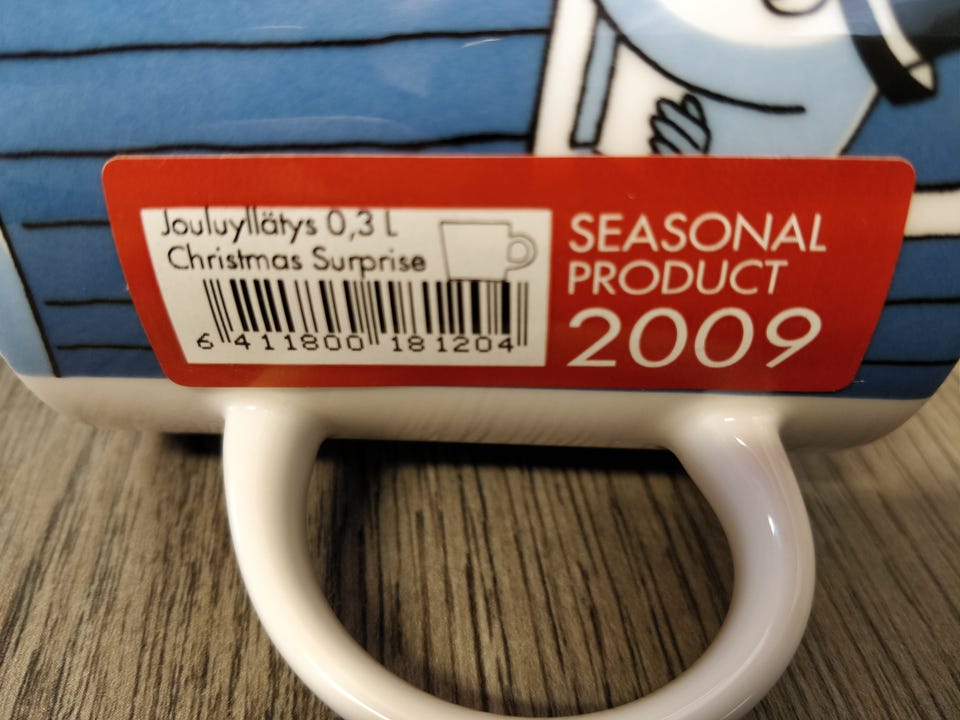 Jouluyllätys 0,3 L
Christmas Surprise
6 411800 181204
SEASONAL
PRODUCT
2009